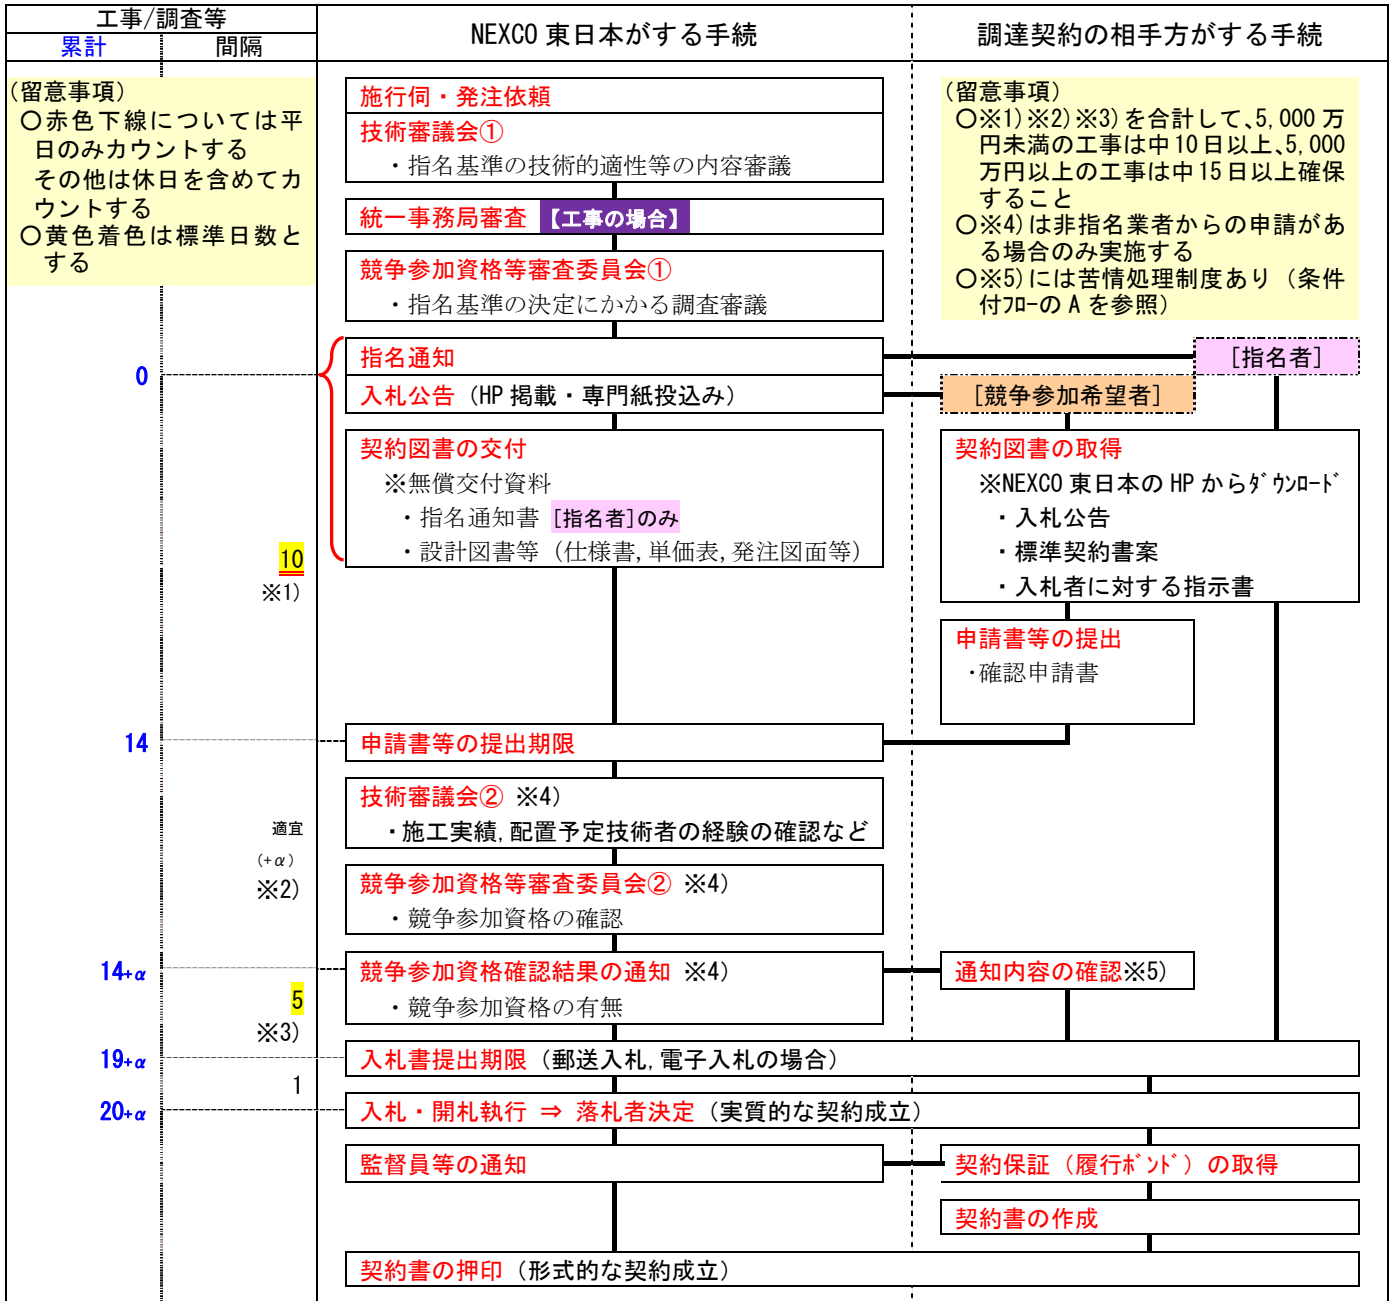 工事/調査等
累計
間隔
NEXCO 東日本がする手続
調達契約の相手方がする手続
(留意事項)
○赤色下線については平
日のみカウントする
その他は休日を含めてカ
ウントする
○黄色着色は標準日数と
する
施行伺・発注依頼
技術審議会①
・指名基準の技術的適性等の内容審議
統一事務局審査 【工事の場合】
競争参加資格等審査委員会①
・指名基準の決定にかかる調査審議
(留意事項)
○※1)※2)※3)を合計して、5,000 万
円未満の工事は中 10 日以上、5,000
万円以上の工事は中 15 日以上確保
すること
○※4)は非指名業者からの申請があ
る場合のみ実施する
○※5)には苦情処理制度あり（条件
付ﾌﾛｰの A を参照）
0
指名通知
[指名者]
入札公告（HP 掲載・専門紙投込み）
[競争参加希望者]
契約図書の交付
※無償交付資料
・指名通知書 [指名者]のみ
・設計図書等（仕様書,単価表,発注図面等）
契約図書の取得
※NEXCO 東日本の HP からﾀﾞｳﾝﾛｰﾄﾞ
・入札公告
・標準契約書案
・入札者に対する指示書
10
※1)
申請書等の提出
・確認申請書
14
申請書等の提出期限
技術審議会② ※4)
・施工実績,配置予定技術者の経験の確認など
適宜
(+α)
※2)
競争参加資格等審査委員会② ※4)
・競争参加資格の確認
14+α
競争参加資格確認結果の通知 ※4)
・競争参加資格の有無
通知内容の確認※5)
5
※3)
19+α
入札書提出期限（郵送入札,電子入札の場合）
1
20+α
入札・開札執行 ⇒ 落札者決定（実質的な契約成立）
監督員等の通知
契約保証（履行ﾎﾞﾝﾄﾞ）の取得
契約書の作成
契約書の押印（形式的な契約成立）